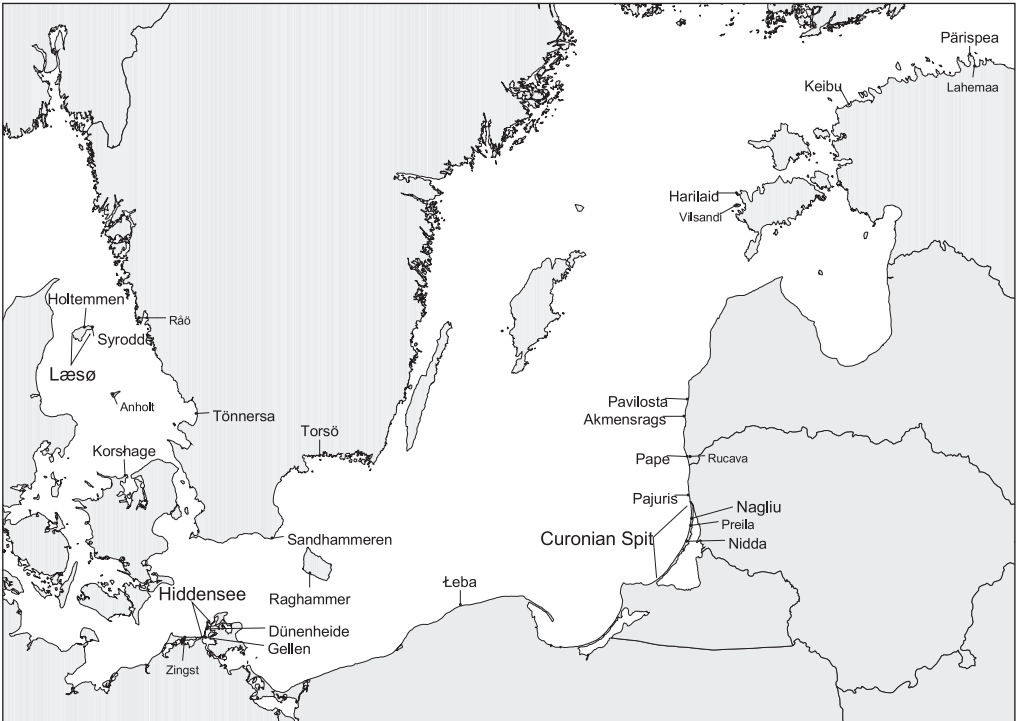 Pärispea
Keibu
Lahemaa
Harilaid
Vilsandi
Holtemmen
Råö
Syrodde
Læsø
Anholt
Tönnersa
Pavilosta
Akmensrags
Torsö
Korshage
Pape
Rucava
Pajuris
Nagliu
Preila
Curonian Spit
Nidda
Sandhammeren
Łeba
Hiddensee
Raghammer
Dünenheide
Gellen
Zingst